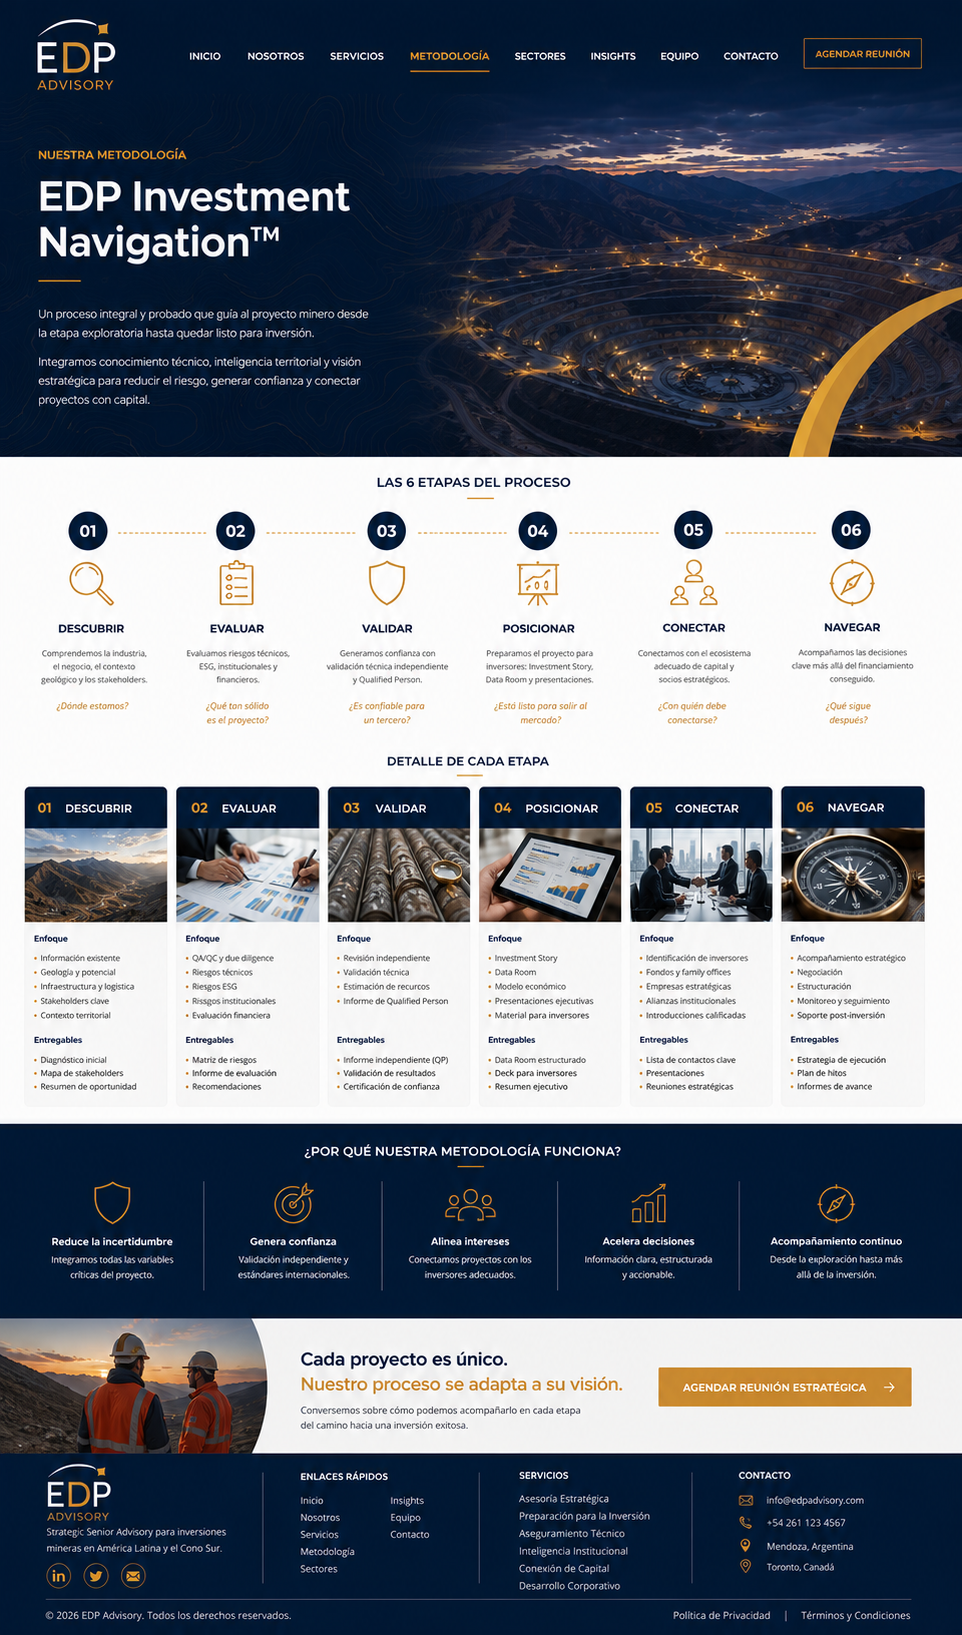 EDP
ADVISORY
INICIO
NOSOTROS
SERVICIOS
METODOLOGÍA
SECTORES
INSIGHTS
EQUIPO
CONTACTO
AGENDAR REUNIÓN
NUESTRA METODOLOGÍA
EDP Investment
Navigation™
Un proceso integral y probado que guía al proyecto minero desde
la etapa exploratoria hasta quedar listo para inversión.
Integramos conocimiento técnico, inteligencia territorial y visión
estratégica para reducir el riesgo, generar confianza y conectar
proyectos con capital.
LAS 6 ETAPAS DEL PROCESO
01
DESCUBRIR
Comprendemos la industria,
el negocio, el contexto
geológico y los stakeholders.
¿Dónde estamos?
02
EVALUAR
Evaluamos riesgos técnicos,
ESG, institucionales y
financieros.
¿Qué tan sólido
es el proyecto?
03
VALIDAR
Generamos confianza con
validación técnica independiente
y Qualified Person.
¿Es confiable para
un tercero?
04
POSICIONAR
Preparamos el proyecto para
inversores: Investment Story,
Data Room y presentaciones.
¿Está listo para salir al
mercado?
05
CONECTAR
Conectamos con el ecosistema
adecuado de capital y
socios estratégicos.
¿Con quién debe
conectarse?
06
NAVEGAR
Acompañamos las decisiones
clave más allá del financiamiento
conseguido.
¿Qué sigue
después?
DETALLE DE CADA ETAPA
01 DESCUBRIR
Enfoque
• Información existente
• Geología y potencial
• Infraestructura y logística
• Stakeholders clave
• Contexto territorial
Entregables
• Diagnóstico inicial
• Mapa de stakeholders
• Resumen de oportunidad
02 EVALUAR
Enfoque
• QA/QC y due diligence
• Riesgos técnicos
• Riesgos ESG
• Rissgos institucionales
• Evaluación financiera
Entregables
• Matriz de riesgos
• Informe de evaluación
• Recomendaciones
03 VALIDAR
Enfoque
• Revisión independiente
• Validación técnica
• Estimación de recurcos
• Informe de Qualified Person
Entregables
• Informe independiente (QP)
• Validación de resultados
• Certificación de confianza
04 POSICIONAR
Enfoque
• Investment Story
• Data Room
• Modelo económico
• Presentaciones ejecutivas
• Material para inversores
Entregables
• Data Room estructurado
• Deck para inversores
• Resumen ejecutivo
05 CONECTAR
Enfoque
• Identificación de inversores
• Fondos y family offices
• Empresas estratégicas
• Alianzas institucionales
• Introducciones calificadas
Entregables
• Lista de contactos clave
• Presentaciones
• Reuniones estratégicas
06 NAVEGAR
Enfoque
• Acompañamiento estratégico
• Negociación
• Estructuración
• Monitoreo y seguimiento
• Soporte post-inversión
Entregables
• Estrategia de ejecución
• Plan de hitos
• Informes de avance
¿POR QUÉ NUESTRA METODOLOGÍA FUNCIONA?
Reduce la incertidumbre
Integramos todas las variables
críticas del proyecto.
Genera confianza
Validación independiente y
estándares internacionales.
Alinea intereses
Conectamos proyectos con los
inversores adecuados.
Acelera decisiones
Información clara, estructurada
y accionable.
Acompañamiento continuo
Desde la exploración hasta más
allá de la inversión.
Cada proyecto es único.
Nuestro proceso se adapta a su visión.
Conversemos sobre cómo podemos acompañarlo en cada etapa
del camino hacia una inversión exitosa.
AGENDAR REUNIÓN ESTRATÉGICA →
EDP
ADVISORY
Strategic Senior Advisory para inversiones
mineras en América Latina y el Cono Sur.
in
ENLACES RÁPIDOS
Inicio
Nosotros
Servicios
Metodología
Sectores
Insights
Equipo
Contacto
SERVICIOS
Asesoría Estratégica
Preparación para la Inversión
Aseguramiento Técnico
Inteligencia Institucional
Conexión de Capital
Desarrollo Corporativo
CONTACTO
info@edpadvisory.com
+54 261 123 4567
Mendoza, Argentina
Toronto, Canadá
© 2026 EDP Advisory. Todos los derechos reservados.
Política de Privacidad | Términos y Condiciones